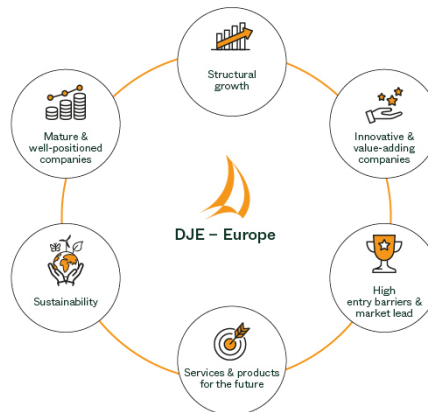 Structural
growth
Mature &
well-positioned
companies
Innovative &
value-adding
companies
DJE – Europe
Sustainability
High
entry barriers &
market lead
Services & products
for the future